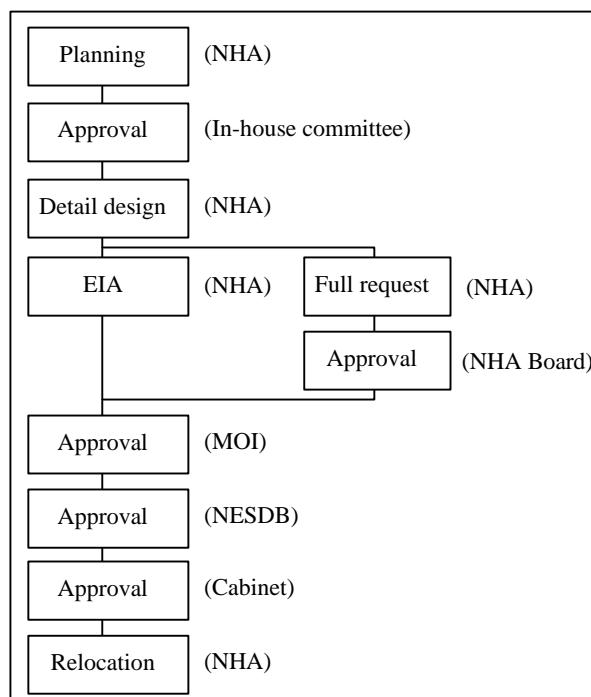 Planning (NHA)
Approval (In-house committee)
Detail design (NHA)
EIA (NHA) Full request (NHA)
Approval (NHA Board)
Approval (MOI)
Approval (NESDB)
Approval (Cabinet)
Relocation (NHA)